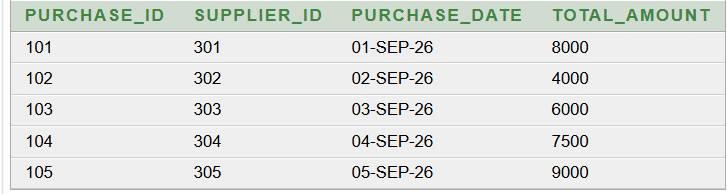 PURCHASE_ID SUPPLIER_ID PURCHASE_DATE TOTAL_AMOUNT
101 301 01-SEP-26 8000
102 302 02-SEP-26 4000
103 303 03-SEP-26 6000
104 304 04-SEP-26 7500
105 305 05-SEP-26 9000